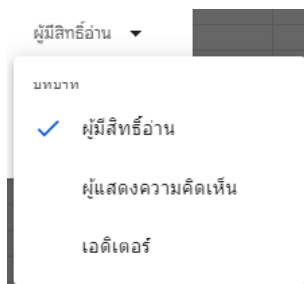 ผู้มีสิทธิ์อ่าน
บทบาท
ผู้มีสิทธิ์อ่าน
ผู้แสดงความคิดเห็น
เอดิเตอร์